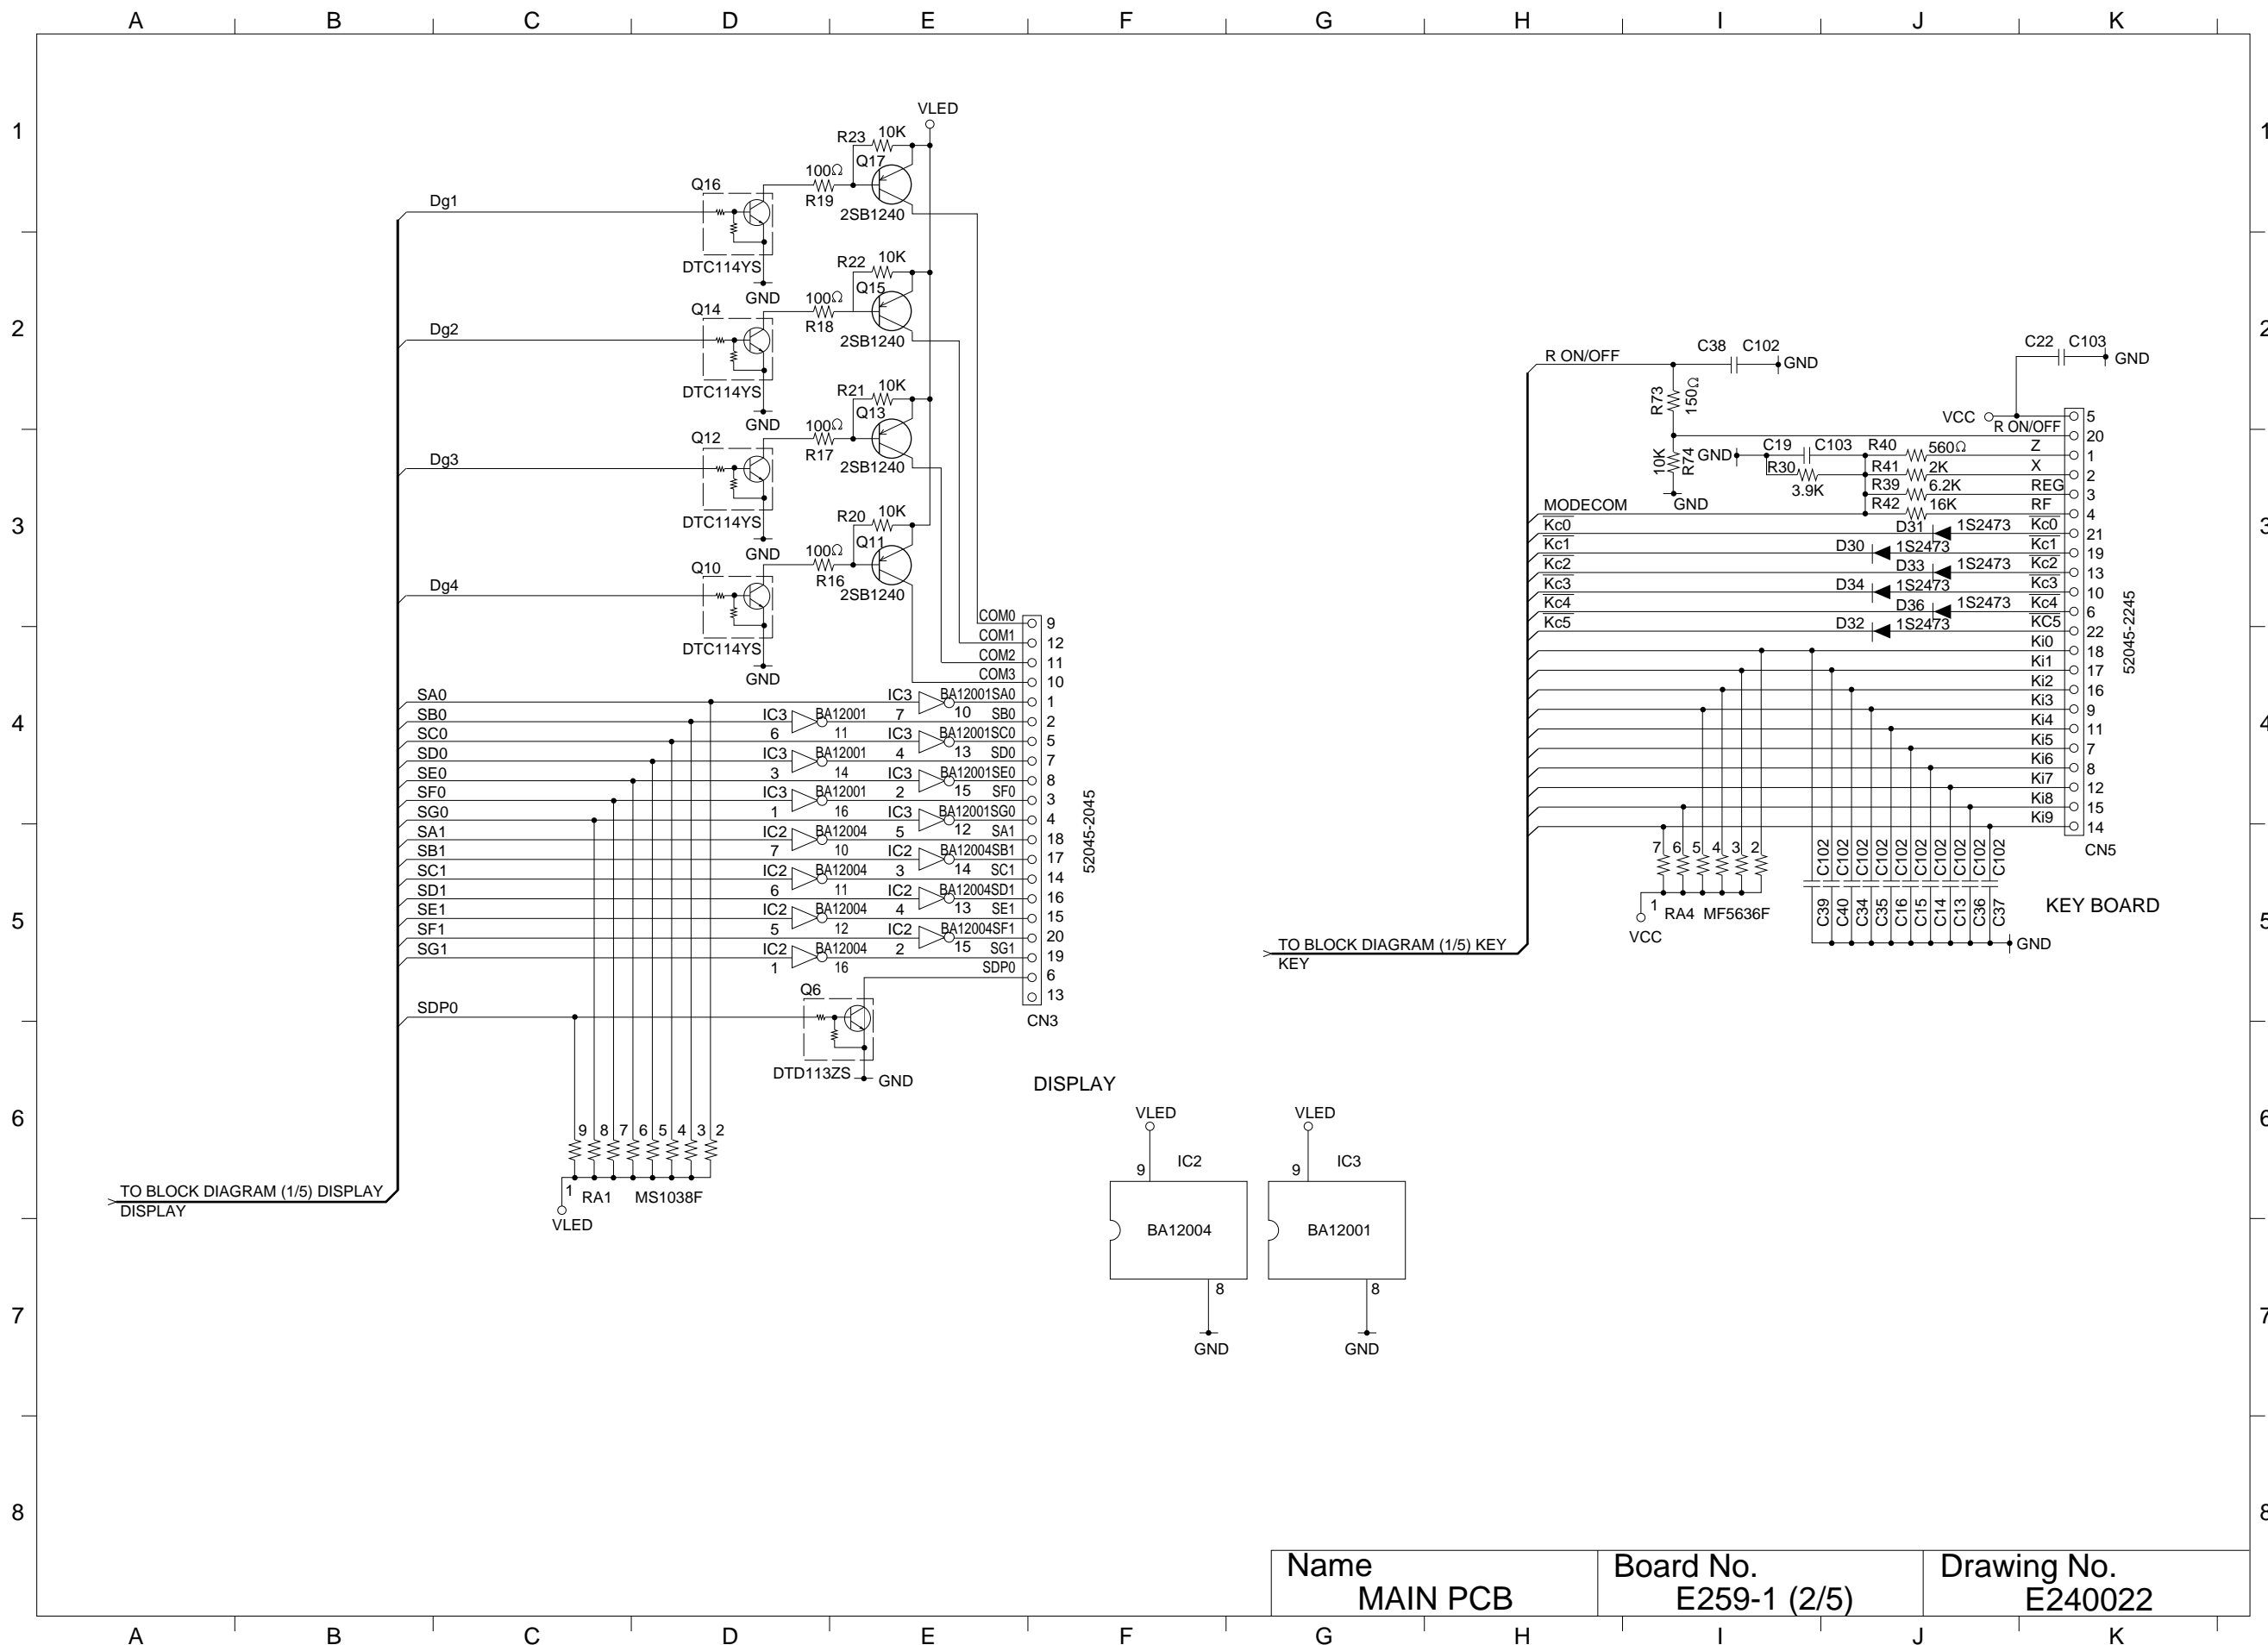 A B C D E F G H I J K
1 1
2 2
3 3
4 4
5 5
6 6
7 7
8 8
VLED
R23 10K
Q17
100Ω
R19
2SB1240
Q16
Dg1
DTC114YS
GND
R22 10K
Q15
100Ω
R18
2SB1240
Q14
Dg2
DTC114YS
GND
R21 10K
Q13
100Ω
R17
2SB1240
Q12
Dg3
DTC114YS
GND
R20 10K
Q11
100Ω
R16
2SB1240
Q10
Dg4
DTC114YS
GND
COM0 9
COM1 12
COM2 11
COM3 10
SA0 IC3 BA12001 SA0 1
7 10
SB0 IC3 BA12001 SB0 2
6 11
SC0 IC3 BA12001 SC0 5
4 13
SD0 IC3 BA12001 SD0 7
3 14
SE0 IC3 BA12001 SE0 8
2 15
SF0 IC3 BA12001 SF0 3
1 16
SG0 IC3 BA12001 SG0 4
5 12
SA1 IC2 BA12004 SA1 18
7 10
SB1 IC2 BA12004 SB1 17
3 14
SC1 IC2 BA12004 SC1 14
6 11
SD1 IC2 BA12004 SD1 16
4 13
SE1 IC2 BA12004 SE1 15
5 12
SF1 IC2 BA12004 SF1 20
2 15
SG1 IC2 BA12004 SG1 19
1 16
SDP0 6
13
CN3
52045-2045
Q6
SDP0
DTD113ZS GND
DISPLAY
9 8 7 6 5 4 3 2
1 RA1 MS1038F
VLED
TO BLOCK DIAGRAM (1/5) DISPLAY
DISPLAY
VLED
9 IC2
BA12004
8
GND
VLED
9 IC3
BA12001
8
GND
R ON/OFF
C38 C102
GND
R73
150Ω
10K
R74
GND
C22 C103
GND
VCC 5
R ON/OFF 20
GND C19 C103 R40 560Ω Z 1
R30 R41 2K X 2
3.9K R39 6.2K REG 3
MODECOM R42 16K RF 4
Kc0 D31 1S2473 Kc0 21
Kc1 D30 1S2473 Kc1 19
Kc2 D33 1S2473 Kc2 13
Kc3 D34 1S2473 Kc3 10
Kc4 D36 1S2473 Kc4 6
Kc5 D32 1S2473 KC5 22
Ki0 18
Ki1 17
Ki2 16
Ki3 9
Ki4 11
Ki5 7
Ki6 8
Ki7 12
Ki8 15
Ki9 14
CN5
52045-2245
7 6 5 4 3 2
1 RA4 MF5636F
VCC
C102 C102 C102 C102 C102 C102 C102 C102 C102 C102
C39 C40 C34 C35 C16 C15 C14 C13 C36 C37
GND
KEY BOARD
TO BLOCK DIAGRAM (1/5) KEY
KEY
Name
MAIN PCB
Board No.
E259-1 (2/5)
Drawing No.
E240022
A B C D E F G H I J K